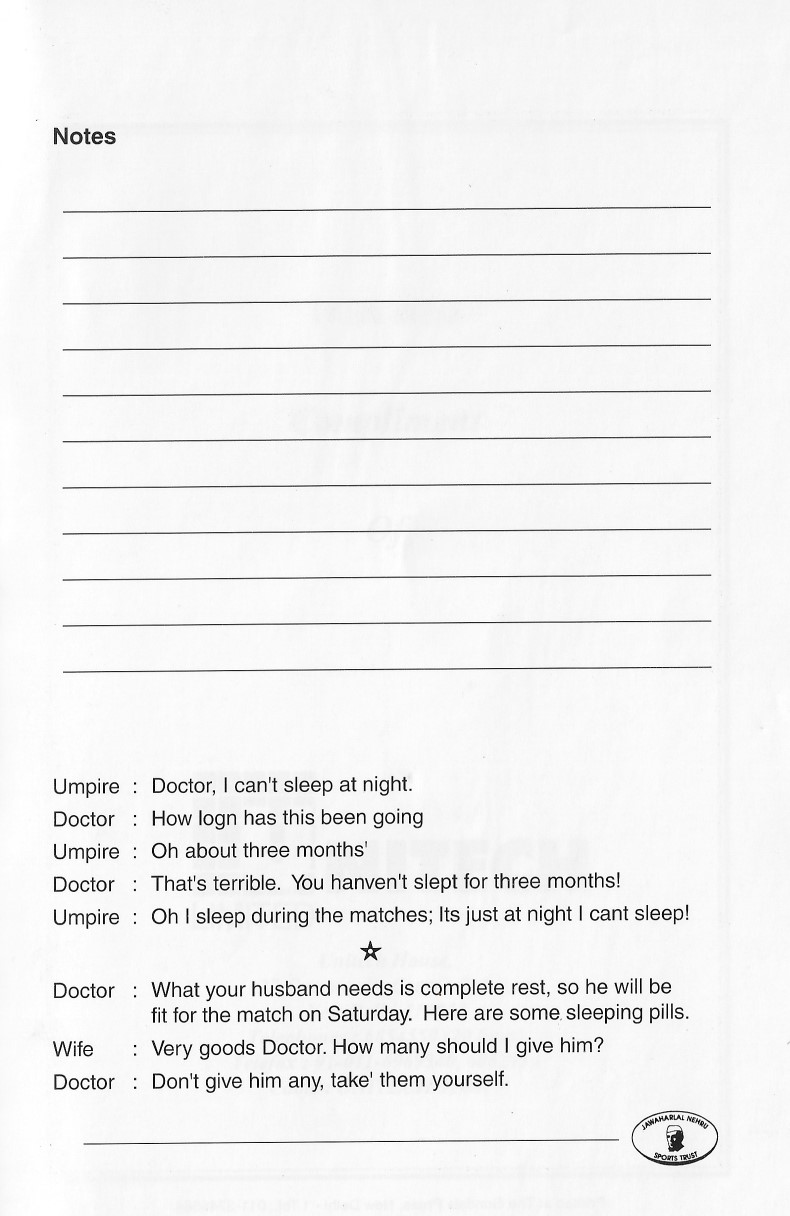 Notes
Umpire : Doctor, I can't sleep at night.
Doctor : How logn has this been going
Umpire : Oh about three months'
Doctor : That's terrible. You hanven't slept for three months!
Umpire : Oh I sleep during the matches; Its just at night I cant sleep!
Doctor : What your husband needs is complete rest, so he will be
fit for the match on Saturday. Here are some sleeping pills.
Wife : Very goods Doctor. How many should I give him?
Doctor : Don't give him any, take' them yourself.
JAWAHARLAL NEHRU
SPORTS TRUST